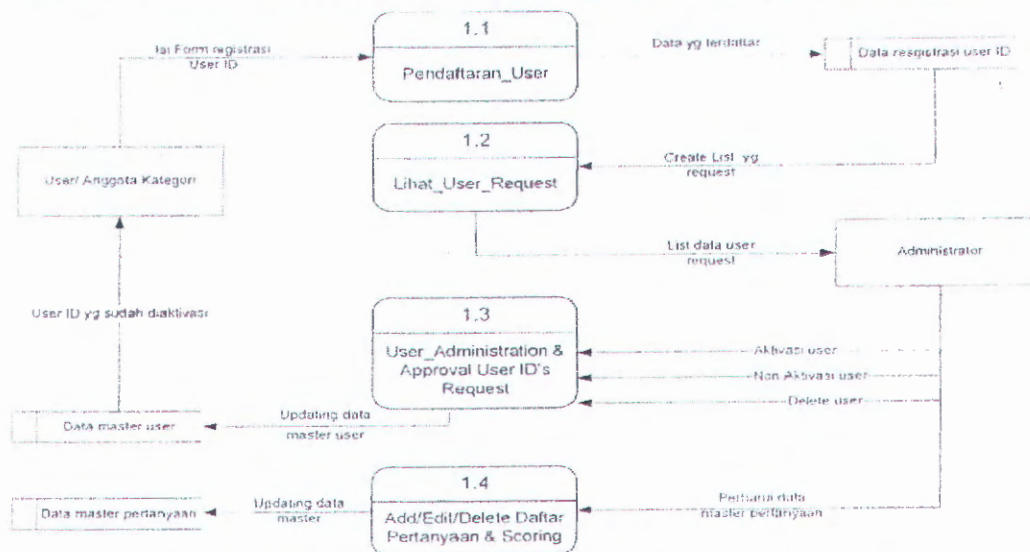 1.1
Isi Form registrasi
User ID
Pendaftaran_User
Data yg terdaftar
Data resgistrasi user ID
1.2
Lihat_User_Request
Create List yg
request
User/ Anggota Kategori
List data user
request
Administrator
User ID yg sudah diaktivasi
1.3
User_Administration &
Approval User ID's
Request
Aktivasi user
Non Aktivasi user
Delete user
Data master user
Updating data
master user
1.4
Add/Edit/Delete Daftar
Pertanyaan & Scoring
Updating data
master
Data master pertanyaan
data
master pertanyaan